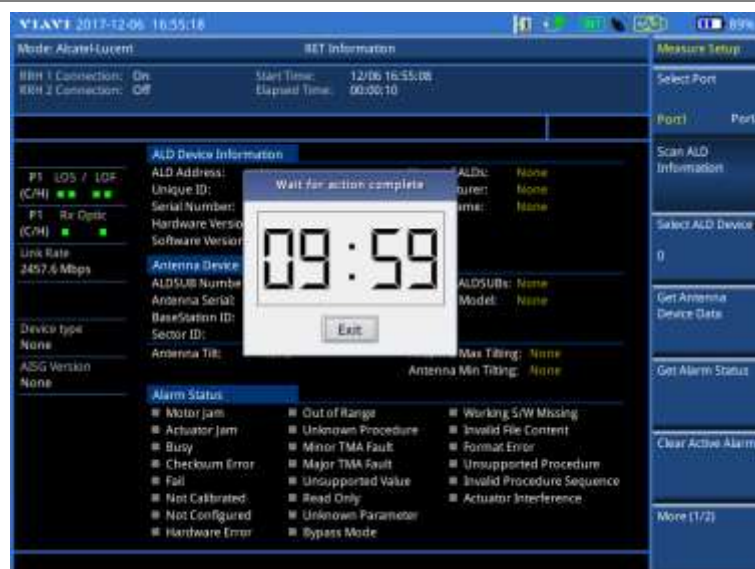 VIAVI 2017-12-06 16:55:18
89%
Mode: Alcatel-Lucent
RET Information
Measure Setup
RRH 1 Connection: On
Start Time: 12/06 16:55:08
RRH 2 Connection: Off
Elapsed Time: 00:00:10
Select Port
Port1 Port
ALD Device Information
ALD Address:
ALDs: None
Unique ID:
turer: None
Serial Number:
ame: None
Hardware Versio
Software Version
P1 LOS / LOF
(C/H)
P1 Rx Optic
(C/H)
Link Rate
2457.6 Mbps
Device type
None
AISG Version
None
Wait for action complete
09:59
Exit
Antenna Device
ALDSUB Numbe
ALDSUBs: None
Antenna Serial:
Model: None
BaseStation ID:
Sector ID:
Antenna Tilt:
Max Tilting: None
Antenna Min Tilting: None
Alarm Status
Motor Jam
Out of Range
Working S/W Missing
Actuator Jam
Unknown Procedure
Invalid File Content
Busy
Minor TMA Fault
Format Error
Checksum Error
Major TMA Fault
Unsupported Procedure
Fail
Unsupported Value
Invalid Procedure Sequence
Not Calibrated
Read Only
Actuator Interference
Not Configured
Unknown Parameter
Hardware Error
Bypass Mode
Scan ALD
Information
Select ALD Device
0
Get Antenna
Device Data
Get Alarm Status
Clear Active Alarm
More (1/2)